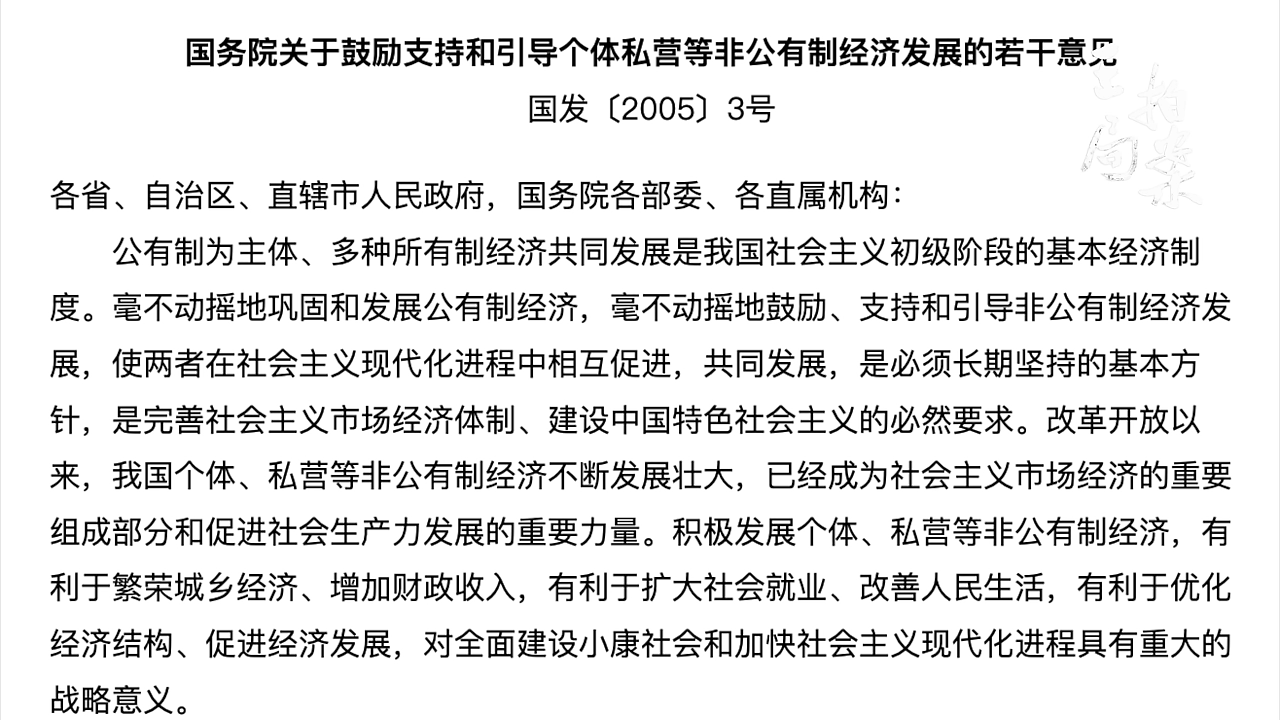 国务院关于鼓励支持和引导个体私营等非公有制经济发展的若干意见
国发〔2005〕3号
各省、自治区、直辖市人民政府，国务院各部委、各直属机构：
公有制为主体、多种所有制经济共同发展是我国社会主义初级阶段的基本经济制
度。毫不动摇地巩固和发展公有制经济，毫不动摇地鼓励、支持和引导非公有制经济发
展，使两者在社会主义现代化进程中相互促进，共同发展，是必须长期坚持的基本方
针，是完善社会主义市场经济体制、建设中国特色社会主义的必然要求。改革开放以
来，我国个体、私营等非公有制经济不断发展壮大，已经成为社会主义市场经济的重要
组成部分和促进社会生产力发展的重要力量。积极发展个体、私营等非公有制经济，有
利于繁荣城乡经济、增加财政收入，有利于扩大社会就业、改善人民生活，有利于优化
经济结构、促进经济发展，对全面建设小康社会和加快社会主义现代化进程具有重大的
战略意义。